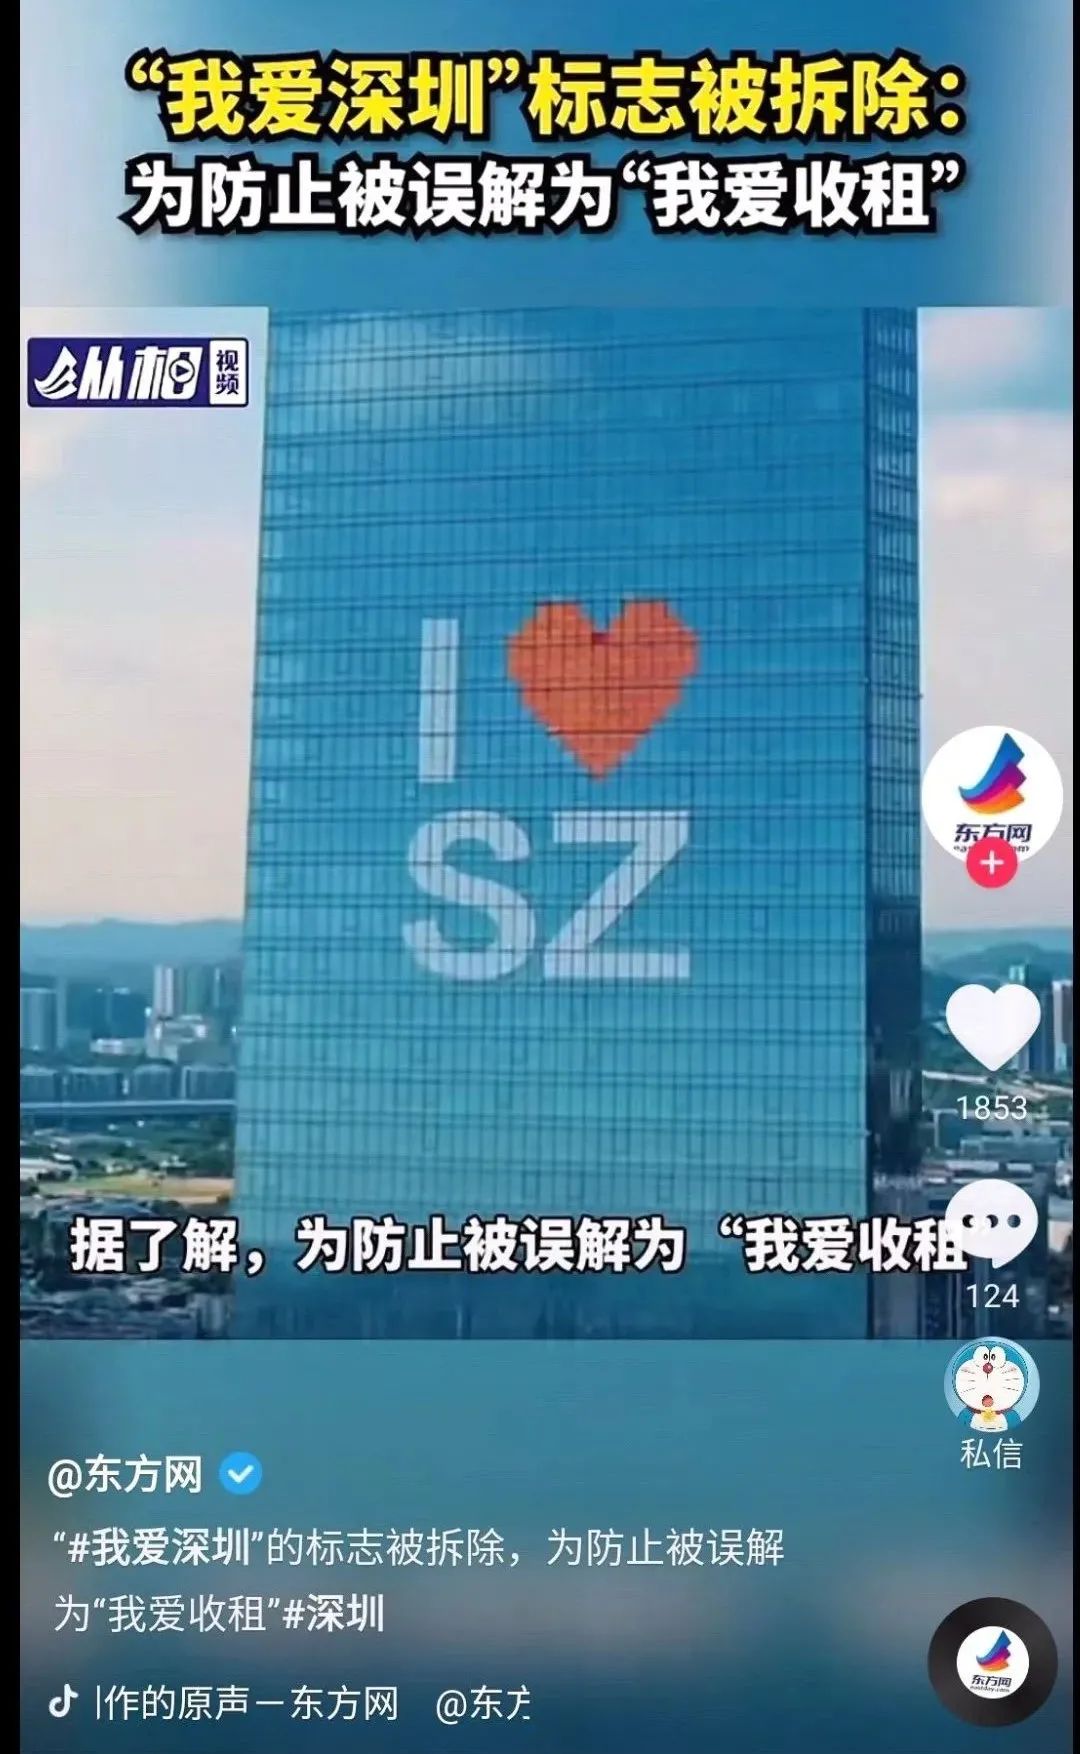 “我爱深圳”标志被拆除：
为防止被误解为“我爱收租”
纵相
视频
I
SZ
东方网
1853
据了解，为防止被误解为“我爱收租”
124
私信
@东方网
“#我爱深圳”的标志被拆除，为防止被误解
为“我爱收租”#深圳
作的原声－东方网 @东方
东方网